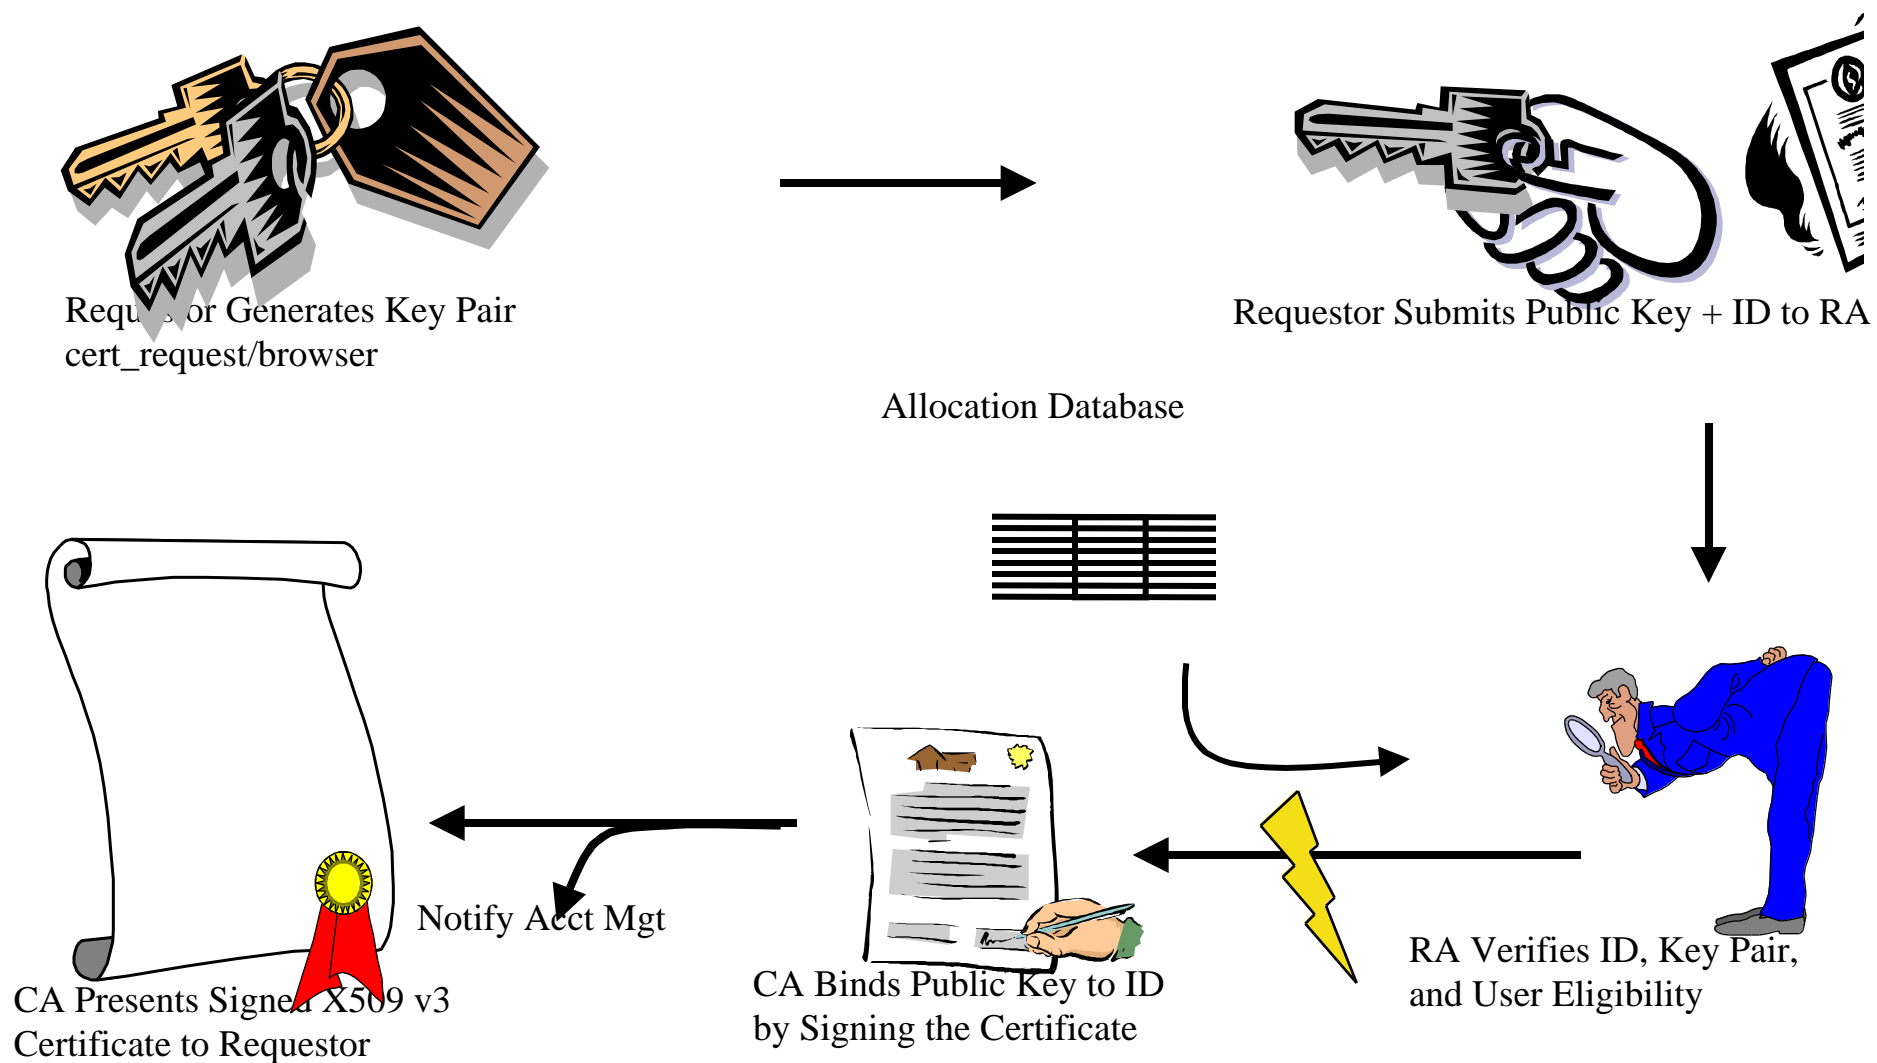 Requestor Generates Key Pair
cert_request/browser
Requestor Submits Public Key + ID to RA
Allocation Database
Notify Acct Mgt
RA Verifies ID, Key Pair,
and User Eligibility
CA Binds Public Key to ID
by Signing the Certificate
CA Presents Signed X509 v3
Certificate to Requestor